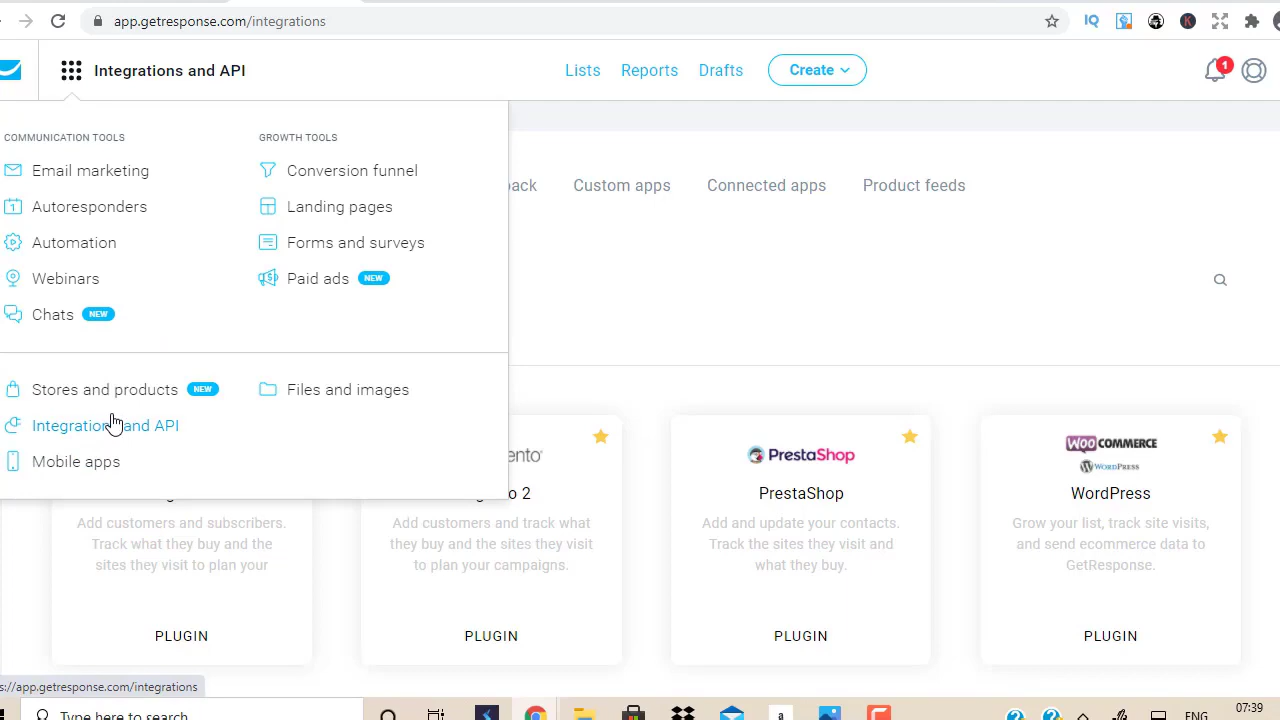 app.getresponse.com/integrations
Integrations and API
Lists
Reports
Drafts
Create
1
COMMUNICATION TOOLS
Email marketing
Autoresponders
Automation
Webinars
Chats NEW
GROWTH TOOLS
Conversion funnel
Landing pages
Forms and surveys
Paid ads NEW
Stores and products NEW
Integrations and API
Mobile apps
Files and images
Custom apps
Connected apps
Product feeds
Add customers and subscribers.
Track what they buy and the
sites they visit to plan your
PLUGIN
2
Add customers and track what
they buy and the sites they visit
to plan your campaigns.
PLUGIN
PrestaShop
PrestaShop
Add and update your contacts.
Track the sites they visit and
what they buy.
PLUGIN
WOOCOMMERCE
WORDPRESS
WordPress
Grow your list, track site visits,
and send ecommerce data to
GetResponse.
PLUGIN
s://app.getresponse.com/integrations
Type here to search
ENG
07:39